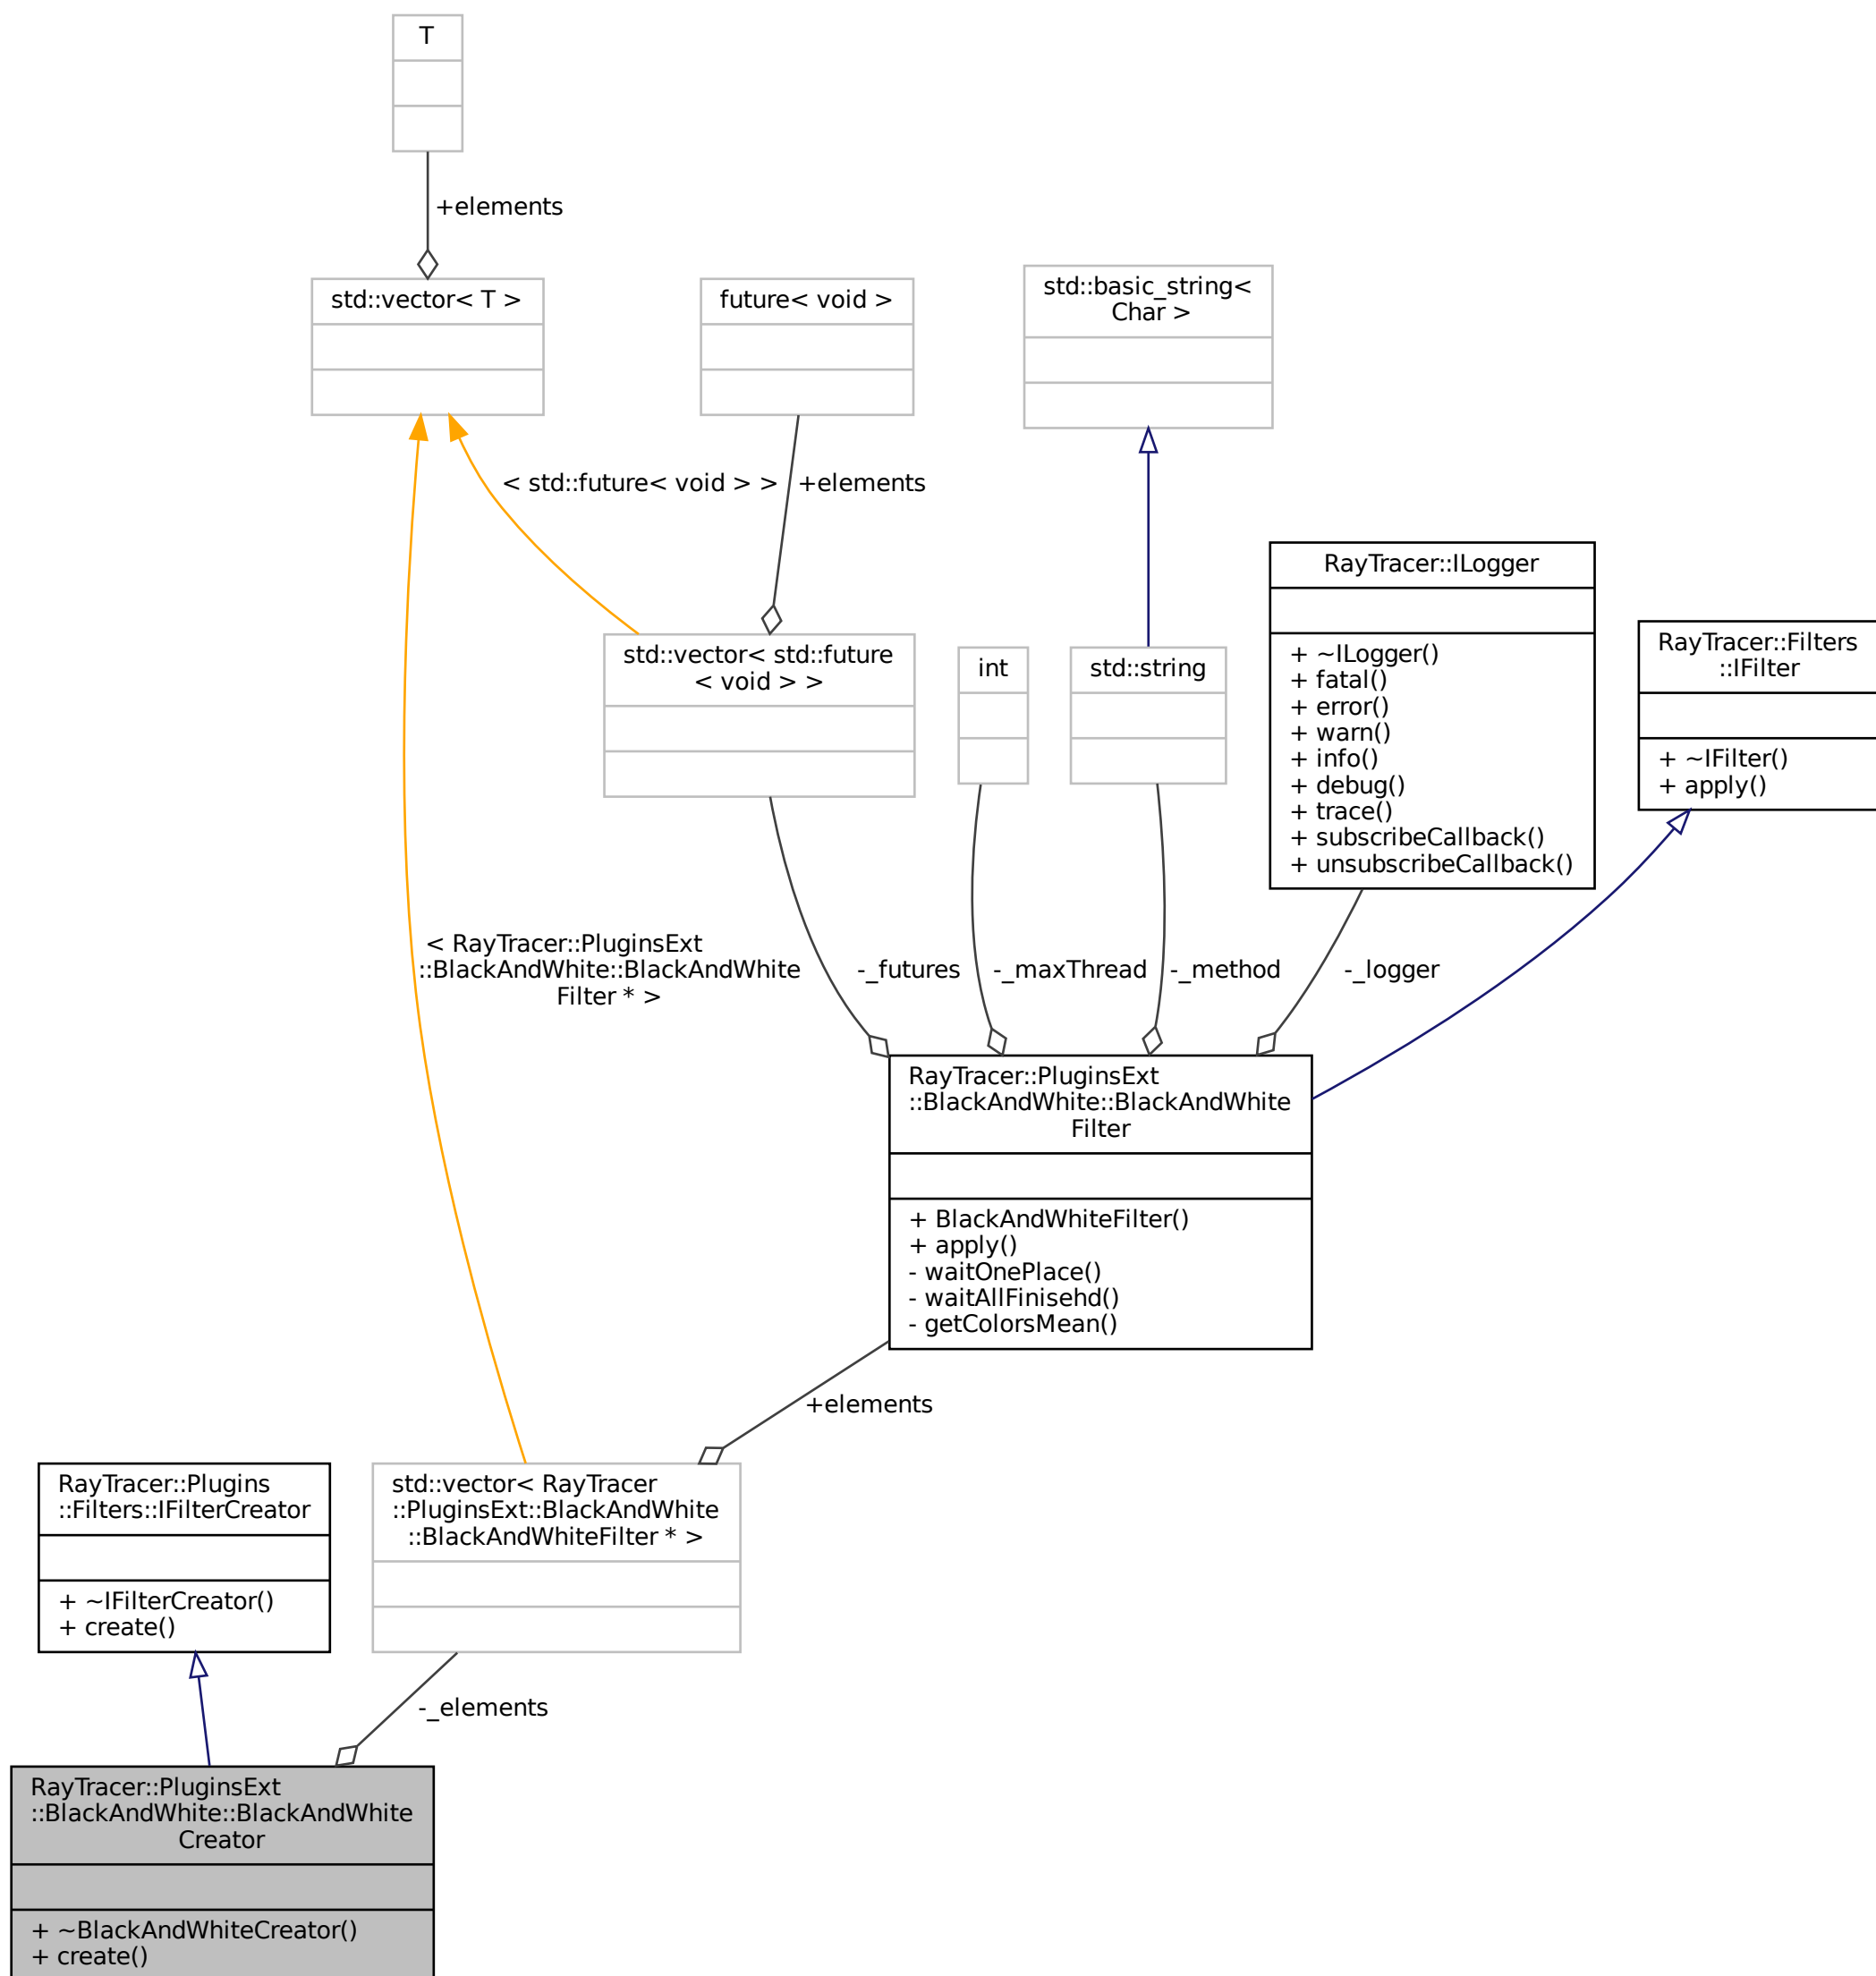 T
+elements
std::vector< T >
future< void >
std::basic_string<
Char >
< std::future< void > >
+elements
RayTracer::ILogger
+ ~ILogger()
+ fatal()
+ error()
+ warn()
+ info()
+ debug()
+ trace()
+ subscribeCallback()
+ unsubscribeCallback()
RayTracer::Filters
::IFilter
+ ~IFilter()
+ apply()
std::vector< std::future
< void > >
int
std::string
< RayTracer::PluginsExt
::BlackAndWhite::BlackAndWhite
Filter * >
-_futures
-_maxThread
-_method
-_logger
RayTracer::PluginsExt
::BlackAndWhite::BlackAndWhite
Filter
+ BlackAndWhiteFilter()
+ apply()
- waitOnePlace()
- waitAllFinisehd()
- getColorsMean()
+elements
RayTracer::Plugins
::Filters::IFilterCreator
+ ~IFilterCreator()
+ create()
std::vector< RayTracer
::PluginsExt::BlackAndWhite
::BlackAndWhiteFilter * >
-_elements
RayTracer::PluginsExt
::BlackAndWhite::BlackAndWhite
Creator
+ ~BlackAndWhiteCreator()
+ create()